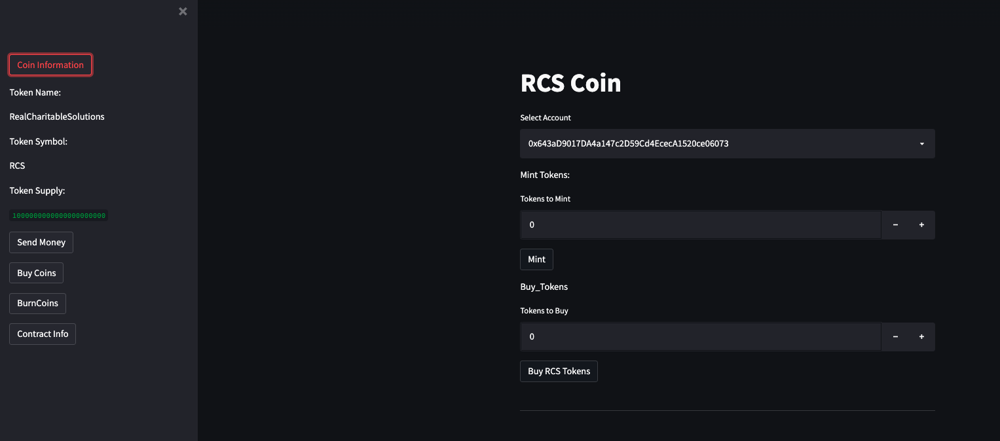 Coin Information
Token Name:
RealCharitableSolutions
Token Symbol:
RCS
Token Supply:
1000000000000000000000
Send Money
Buy Coins
BurnCoins
Contract Info
RCS Coin
Select Account
0x643aD9017DA4a147c2D59Cd4EcecA1520ce06073
Mint Tokens:
Tokens to Mint
0
Mint
Buy_Tokens
Tokens to Buy
0
Buy RCS Tokens